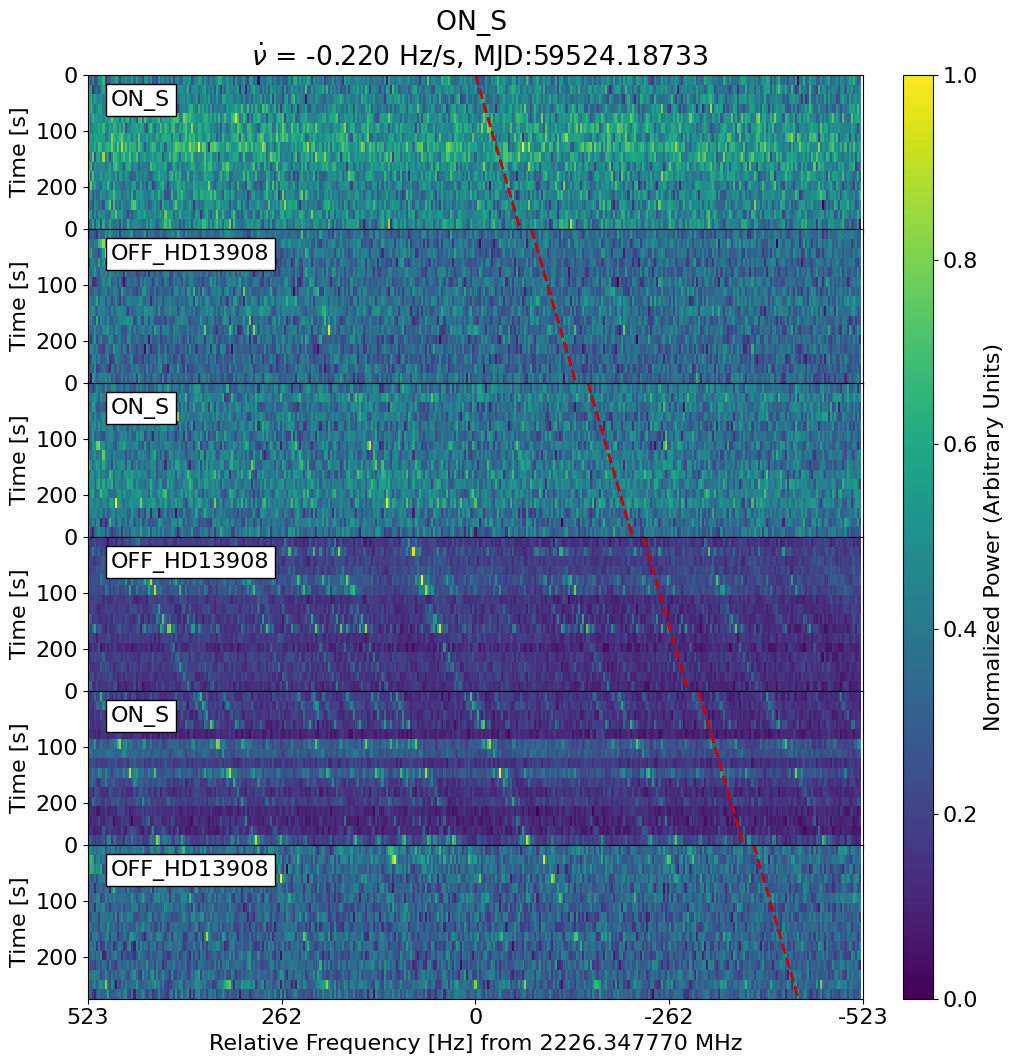 ON_S
ν̇ = -0.220 Hz/s, MJD:59524.18733
ON_S
OFF_HD13908
ON_S
OFF_HD13908
ON_S
OFF_HD13908
0
100
200
0
100
200
0
100
200
0
100
200
0
100
200
0
100
200
Time [s]
Time [s]
Time [s]
Time [s]
Time [s]
Time [s]
523
262
0
-262
-523
Relative Frequency [Hz] from 2226.347770 MHz
1.0
0.8
0.6
0.4
0.2
0.0
Normalized Power (Arbitrary Units)